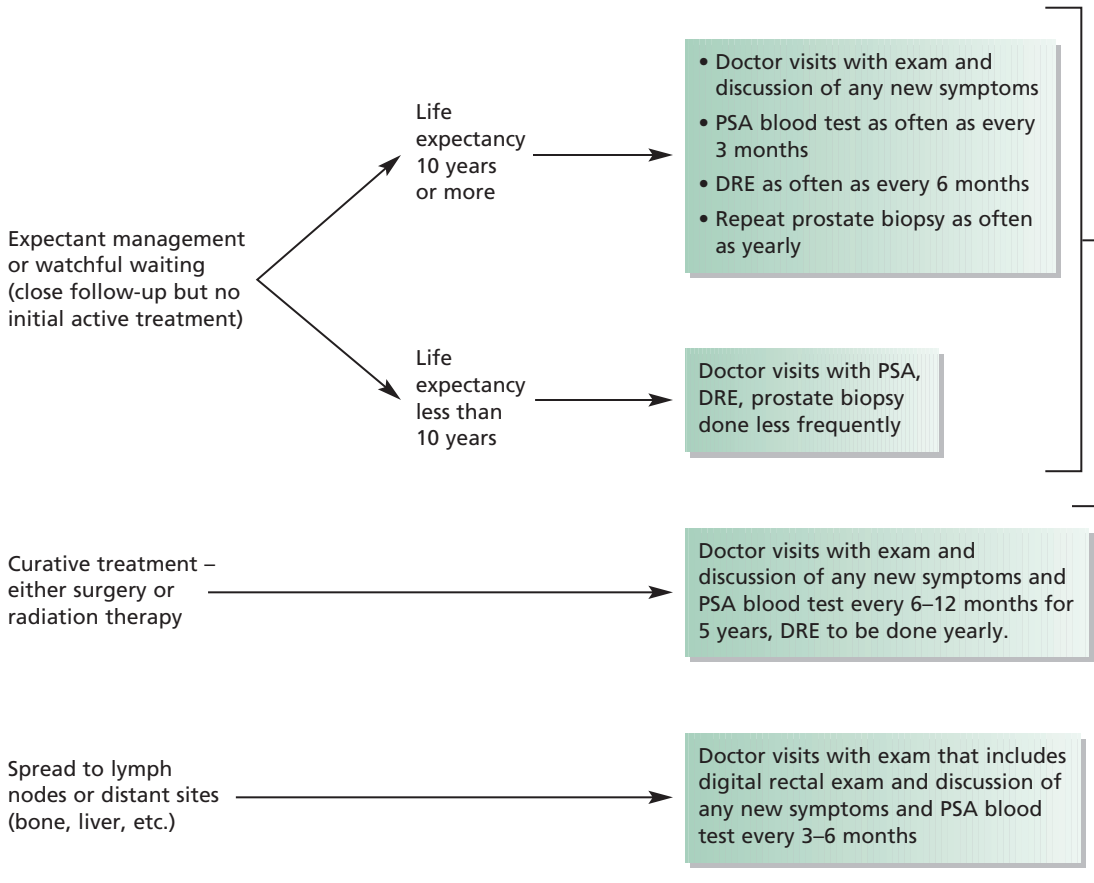 Expectant management
or watchful waiting
(close follow-up but no
initial active treatment)
Life
expectancy
10 years
or more
• Doctor visits with exam and
discussion of any new symptoms
• PSA blood test as often as every
3 months
• DRE as often as every 6 months
• Repeat prostate biopsy as often
as yearly
Life
expectancy
less than
10 years
Doctor visits with PSA,
DRE, prostate biopsy
done less frequently
Curative treatment –
either surgery or
radiation therapy
Doctor visits with exam and
discussion of any new symptoms and
PSA blood test every 6–12 months for
5 years, DRE to be done yearly.
Spread to lymph
nodes or distant sites
(bone, liver, etc.)
Doctor visits with exam that includes
digital rectal exam and discussion of
any new symptoms and PSA blood
test every 3–6 months